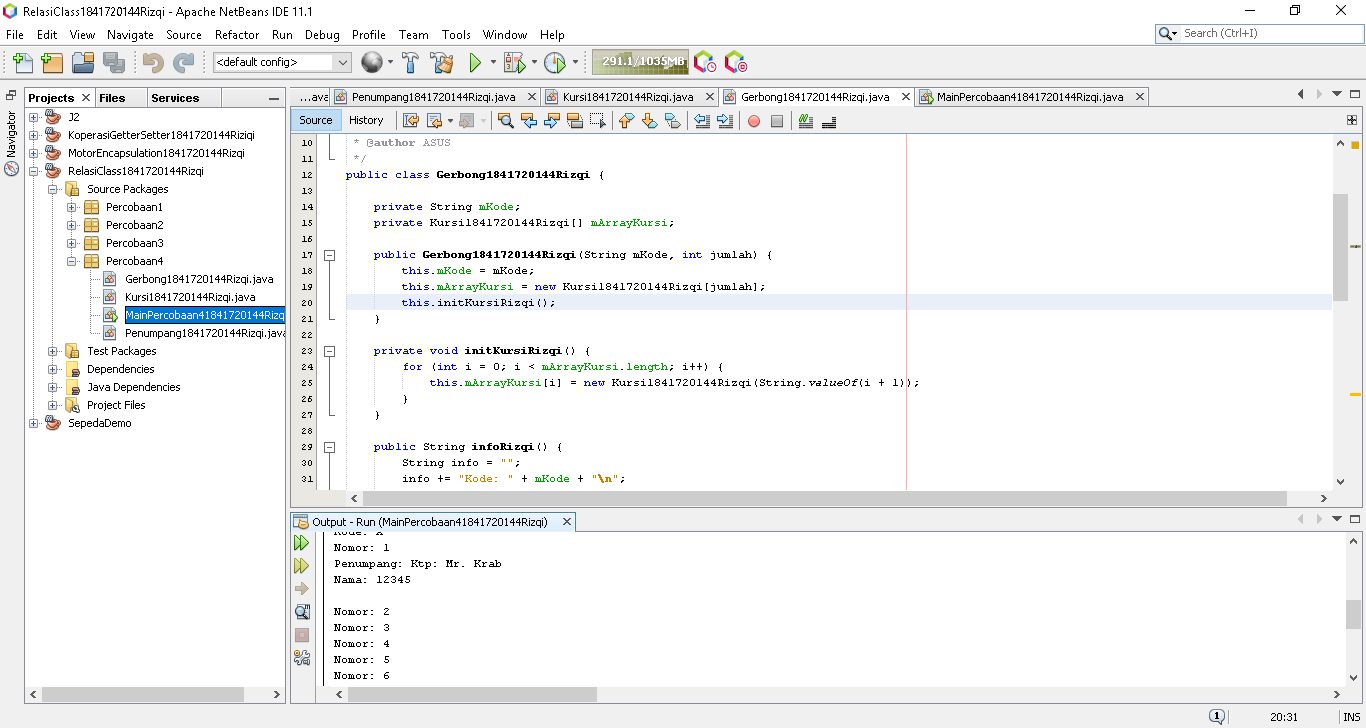 RelasiClass1841720144Rizqi - Apache NetBeans IDE 11.1
File Edit View Navigate Source Refactor Run Debug Profile Team Tools Window Help
Search (Ctrl+I)
<default config>
291.1/1035MB
Projects Files Services
Navigator
J2
KoperasiGetterSetter1841720144Riziqi
MotorEncapsulation1841720144Rizqi
RelasiClass1841720144Rizqi
Source Packages
Percobaan1
Percobaan2
Percobaan3
Percobaan4
Gerbong1841720144Rizqi.java
Kursi1841720144Rizqi.java
MainPercobaan41841720144Rizq
Penumpang1841720144Rizqi.java
Test Packages
Dependencies
Java Dependencies
Project Files
SepedaDemo
...ava Penumpang1841720144Rizqi.java Kursi1841720144Rizqi.java Gerbong1841720144Rizqi.java MainPercobaan41841720144Rizqi.java
Source History
10 * @author ASUS
11 */
12 public class Gerbong1841720144Rizqi {
13
14 private String mKode;
15 private Kursi1841720144Rizqi[] mArrayKursi;
16
17 public Gerbong1841720144Rizqi(String mKode, int jumlah) {
18 this.mKode = mKode;
19 this.mArrayKursi = new Kursi1841720144Rizqi[jumlah];
20 this.initKursiRizqi();
21 }
22
23 private void initKursiRizqi() {
24 for (int i = 0; i < mArrayKursi.length; i++) {
25 this.mArrayKursi[i] = new Kursi1841720144Rizqi(String.valueOf(i + 1));
26 }
27 }
28
29 public String infoRizqi() {
30 String info = "";
31 info += "Kode: " + mKode + "\n";
Output - Run (MainPercobaan41841720144Rizqi)
Kode: A
Nomor: 1
Penumpang: Ktp: Mr. Krab
Nama: 12345
Nomor: 2
Nomor: 3
Nomor: 4
Nomor: 5
Nomor: 6
1
20:31 INS